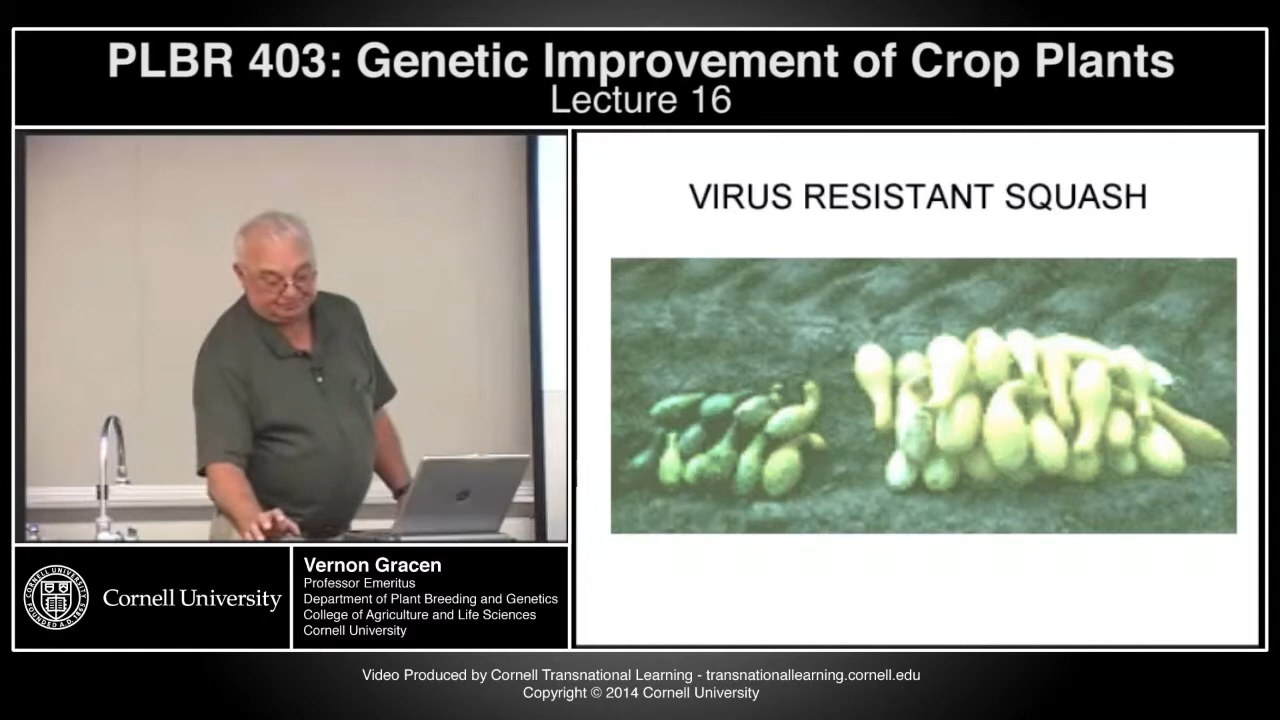 PLBR 403: Genetic Improvement of Crop Plants
Lecture 16
VIRUS RESISTANT SQUASH
Cornell University
Vernon Gracen
Professor Emeritus
Department of Plant Breeding and Genetics
College of Agriculture and Life Sciences
Cornell University
Video Produced by Cornell Transnational Learning - transnationallearning.cornell.edu
Copyright © 2014 Cornell University